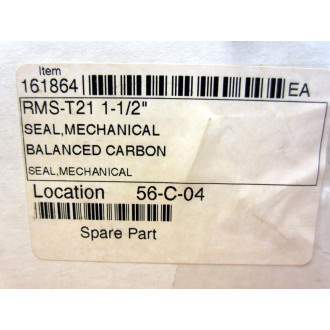 Item
161864 EA
RMS-T21 1-1/2"
SEAL,MECHANICAL
BALANCED CARBON
SEAL,MECHANICAL
Location 56-C-04
Spare Part